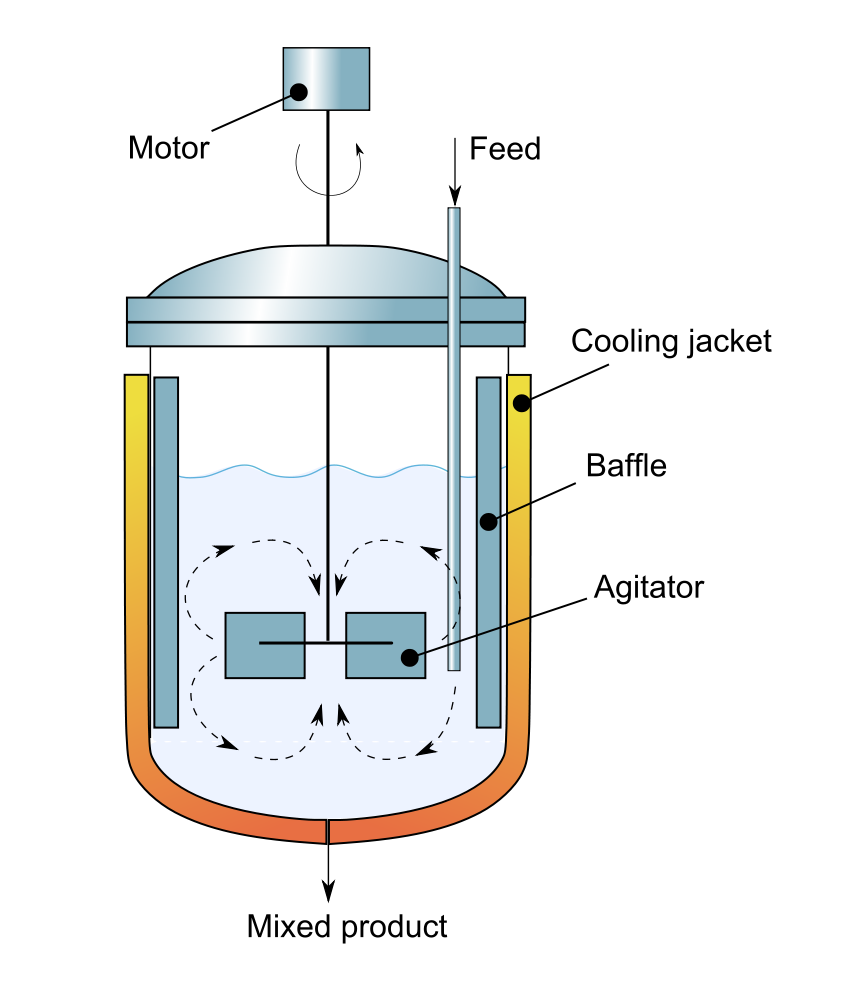 Motor
Feed
Cooling jacket
Baffle
Agitator
Mixed product